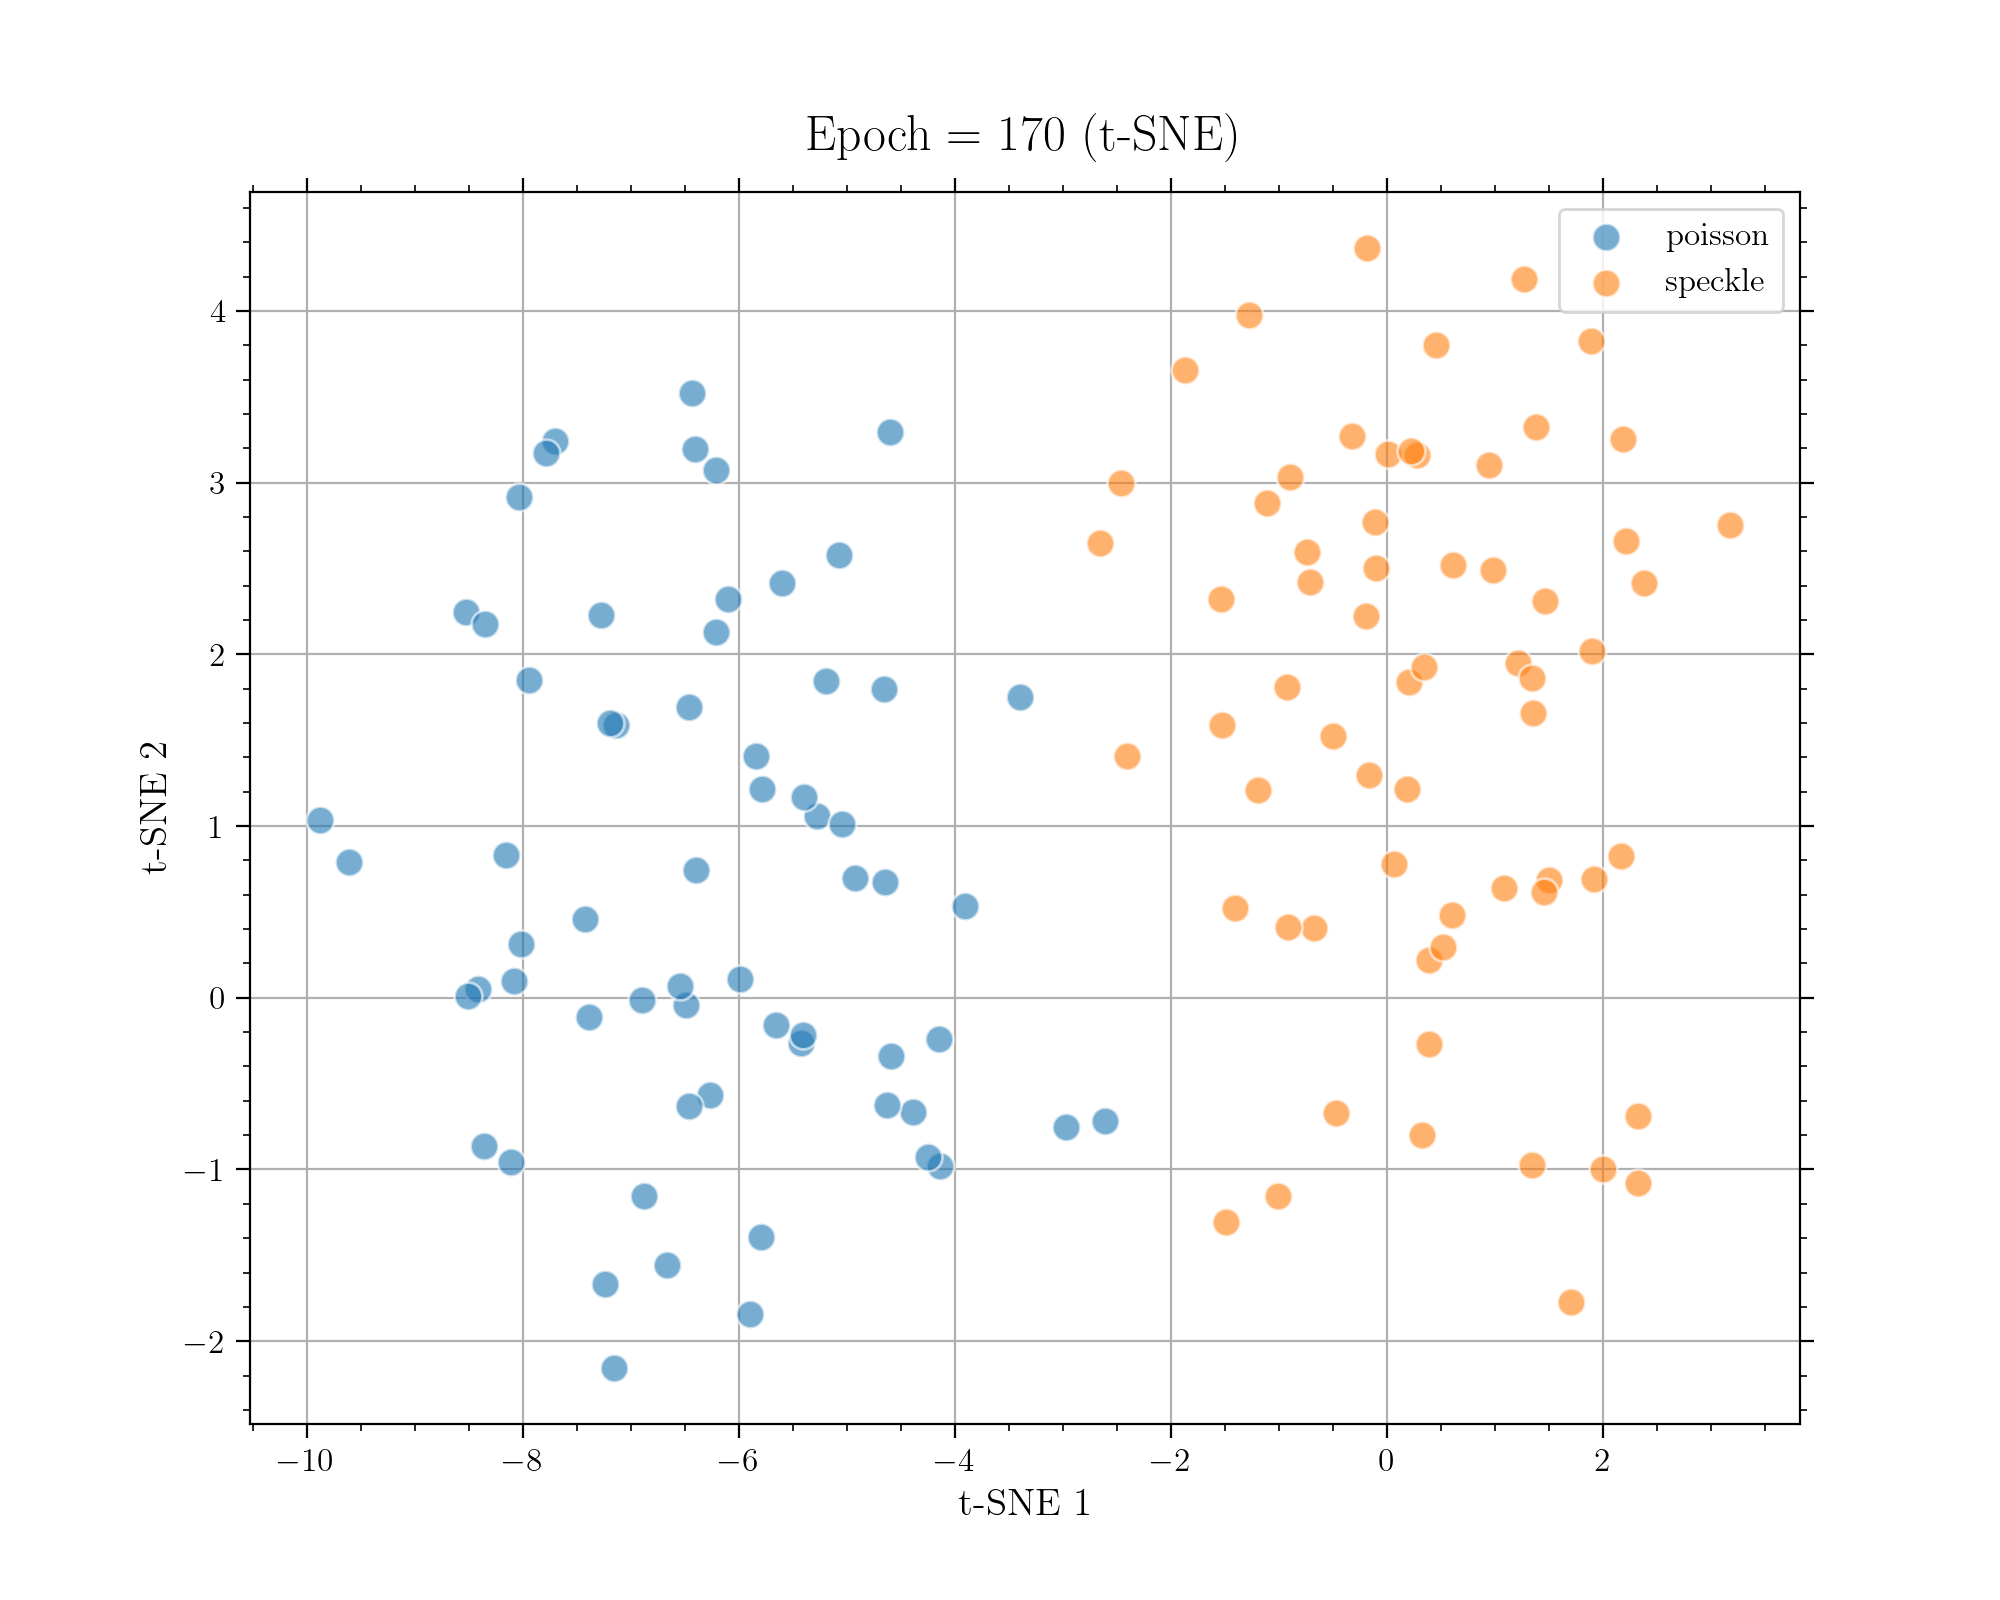 Epoch = 170 (t-SNE)
poisson
speckle
4
3
2
1
0
−1
−2
t-SNE 2
−10 −8 −6 −4 −2 0 2
t-SNE 1